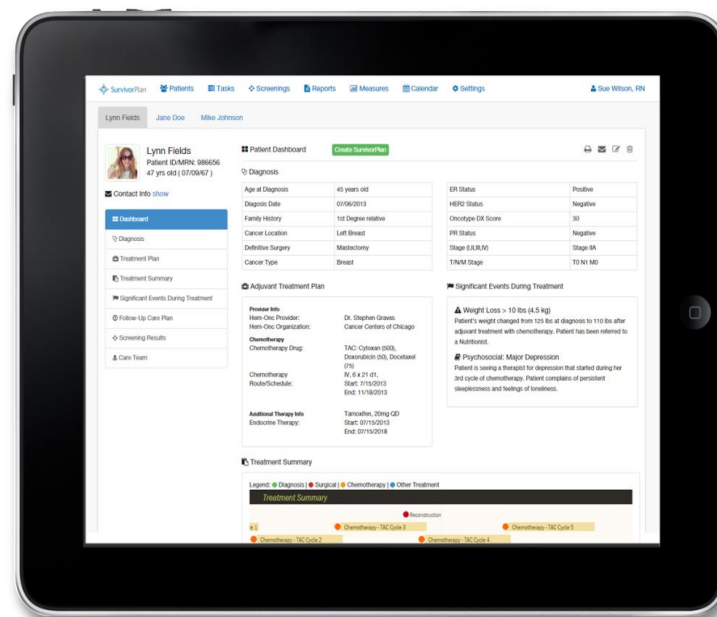 SurvivorPlan Patients Tasks Screenings Reports Measures Calendar Settings Sue Wilson, RN
Lynn Fields Jane Doe Mike Johnson
Lynn Fields
Patient ID/MRN: 986656
47 yrs old ( 07/09/67 )
Contact Info show
Dashboard
Diagnosis
Treatment Plan
Treatment Summary
Significant Events During Treatment
Follow-Up Care Plan
Screening Results
Care Team
Patient Dashboard Create SurvivorPlan
Diagnosis
Age at Diagnosis 45 years old
Diagosis Date 07/06/2013
Family History 1st Degree relative
Cancer Location Left Breast
Definitive Surgery Mastectomy
Cancer Type Breast
ER Status Positive
HER2 Status Negative
Oncotype DX Score 30
PR Status Negative
Stage (I,II,III,IV) Stage IIA
T/N/M Stage T0 N1 M0
Adjuvant Treatment Plan
Provider Info
Hem-Onc Provider: Dr. Stephen Graves
Hem-Onc Organization: Cancer Centers of Chicago
Chemotherapy
Chemotherapy Drug: TAC: Cytoxan (500),
Doxorubicin (50), Docetaxel
(75)
Chemotherapy IV, 6 x 21 d1,
Route/Schedule: Start: 7/15/2013
End: 11/18/2013
Additional Therapy Info Tamoxifen, 20mg QD
Endocrine Therapy: Start: 07/15/2013
End: 07/15/2018
Significant Events During Treatment
Weight Loss > 10 lbs (4.5 kg)
Patient's weight changed from 125 lbs at diagnosis to 110 lbs after
adjuvant treatment with chemotherapy. Patient has been referred to
a Nutritionist.
Psychosocial: Major Depression
Patient is seeing a therapist for depression that started during her
3rd cycle of chemotherapy. Patient complains of persistent
sleeplessness and feelings of loneliness.
Treatment Summary
Legend: Diagnosis | Surgical | Chemotherapy | Other Treatment
Treatment Summary
Reconstruction
e 1 Chemotherapy - TAC Cycle 3 Chemotherapy - TAC Cycle 5
Chemotherapy - TAC Cycle 2 Chemotherapy - TAC Cycle 4